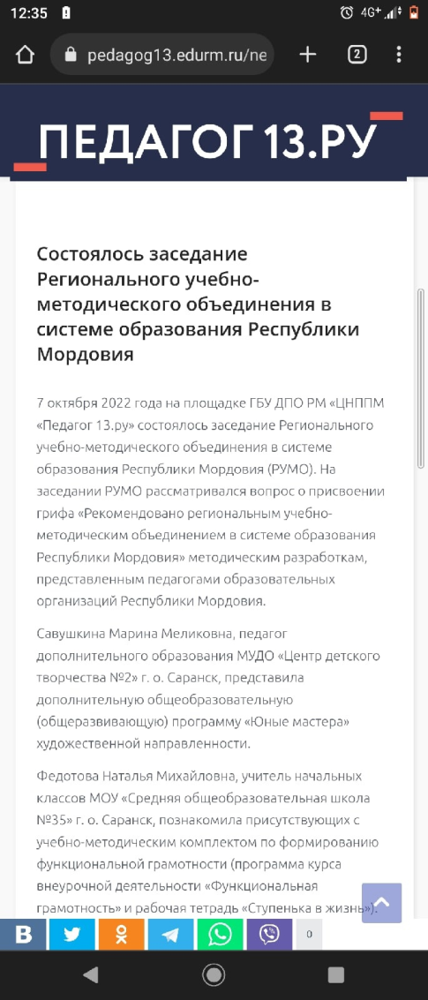 12:35
4G+
pedagog13.edurm.ru/ne
2
ПЕДАГОГ 13.РУ
Состоялось заседание
Регионального учебно-
методического объединения в
системе образования Республики
Мордовия
7 октября 2022 года на площадке ГБУ ДПО РМ «ЦНППМ
«Педагог 13.ру» состоялось заседание Регионального
учебно-методического объединения в системе
образования Республики Мордовия (РУМО). На
заседании РУМО рассматривался вопрос о присвоении
грифа «Рекомендовано региональным учебно-
методическим объединением в системе образования
Республики Мордовия» методическим разработкам,
представленным педагогами образовательных
организаций Республики Мордовия.
Савушкина Марина Меликовна, педагог
дополнительного образования МУДО «Центр детского
творчества №2» г. о. Саранск, представила
дополнительную общеобразовательную
(общеразвивающую) программу «Юные мастера»
художественной направленности.
Федотова Наталья Михайловна, учитель начальных
классов МОУ «Средняя общеобразовательная школа
№35» г. о. Саранск, познакомила присутствующих с
учебно-методическим комплектом по формированию
функциональной грамотности (программа курса
внеурочной деятельности «Функциональная
грамотность» и рабочая тетрадь «Ступенька в жизнь»).
0